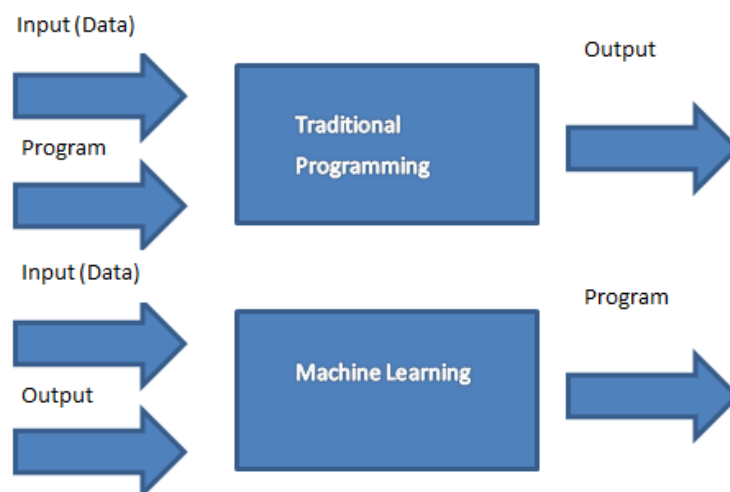 Input (Data)
Output
Program
Traditional
Programming
Input (Data)
Program
Output
Machine Learning